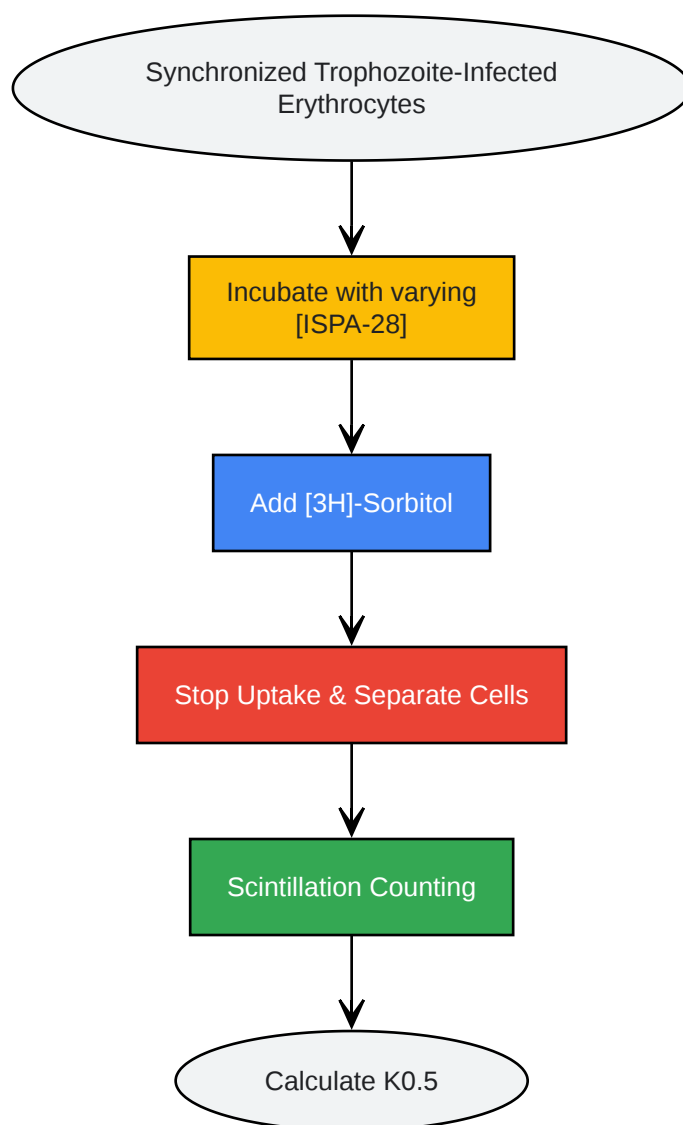 Synchronized Trophozoite-Infected
Erythrocytes
Incubate with varying
[ISPA-28]
Add [3H]-Sorbitol
Stop Uptake & Separate Cells
Scintillation Counting
Calculate K0.5